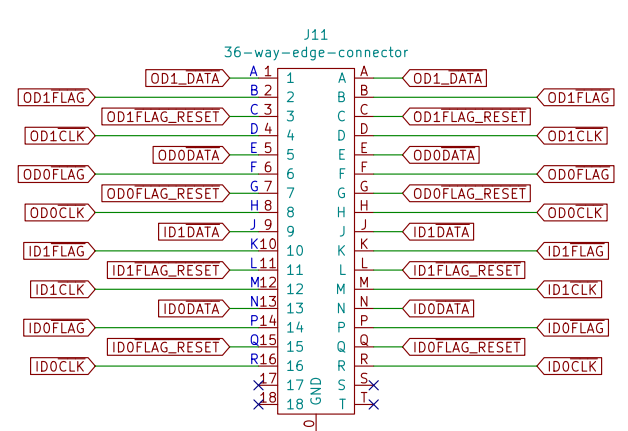 J11
36-way-edge-connector
OD1_DATA A 1 1 A A OD1_DATA
OD1FLAG B 2 2 B B OD1FLAG
OD1FLAG_RESET C 3 3 C C OD1FLAG_RESET
OD1CLK D 4 4 D D OD1CLK
OD0DATA E 5 5 E E OD0DATA
OD0FLAG F 6 6 F F OD0FLAG
OD0FLAG_RESET G 7 7 G G OD0FLAG_RESET
OD0CLK H 8 8 H H OD0CLK
ID1DATA J 9 9 J J ID1DATA
ID1FLAG K 10 10 K K ID1FLAG
ID1FLAG_RESET L 11 11 L L ID1FLAG_RESET
ID1CLK M 12 12 M M ID1CLK
ID0DATA N 13 13 N N ID0DATA
ID0FLAG P 14 14 P P ID0FLAG
ID0FLAG_RESET Q 15 15 Q Q ID0FLAG_RESET
ID0CLK R 16 16 R R ID0CLK
17 17 S S
18 18 T T
GND
0